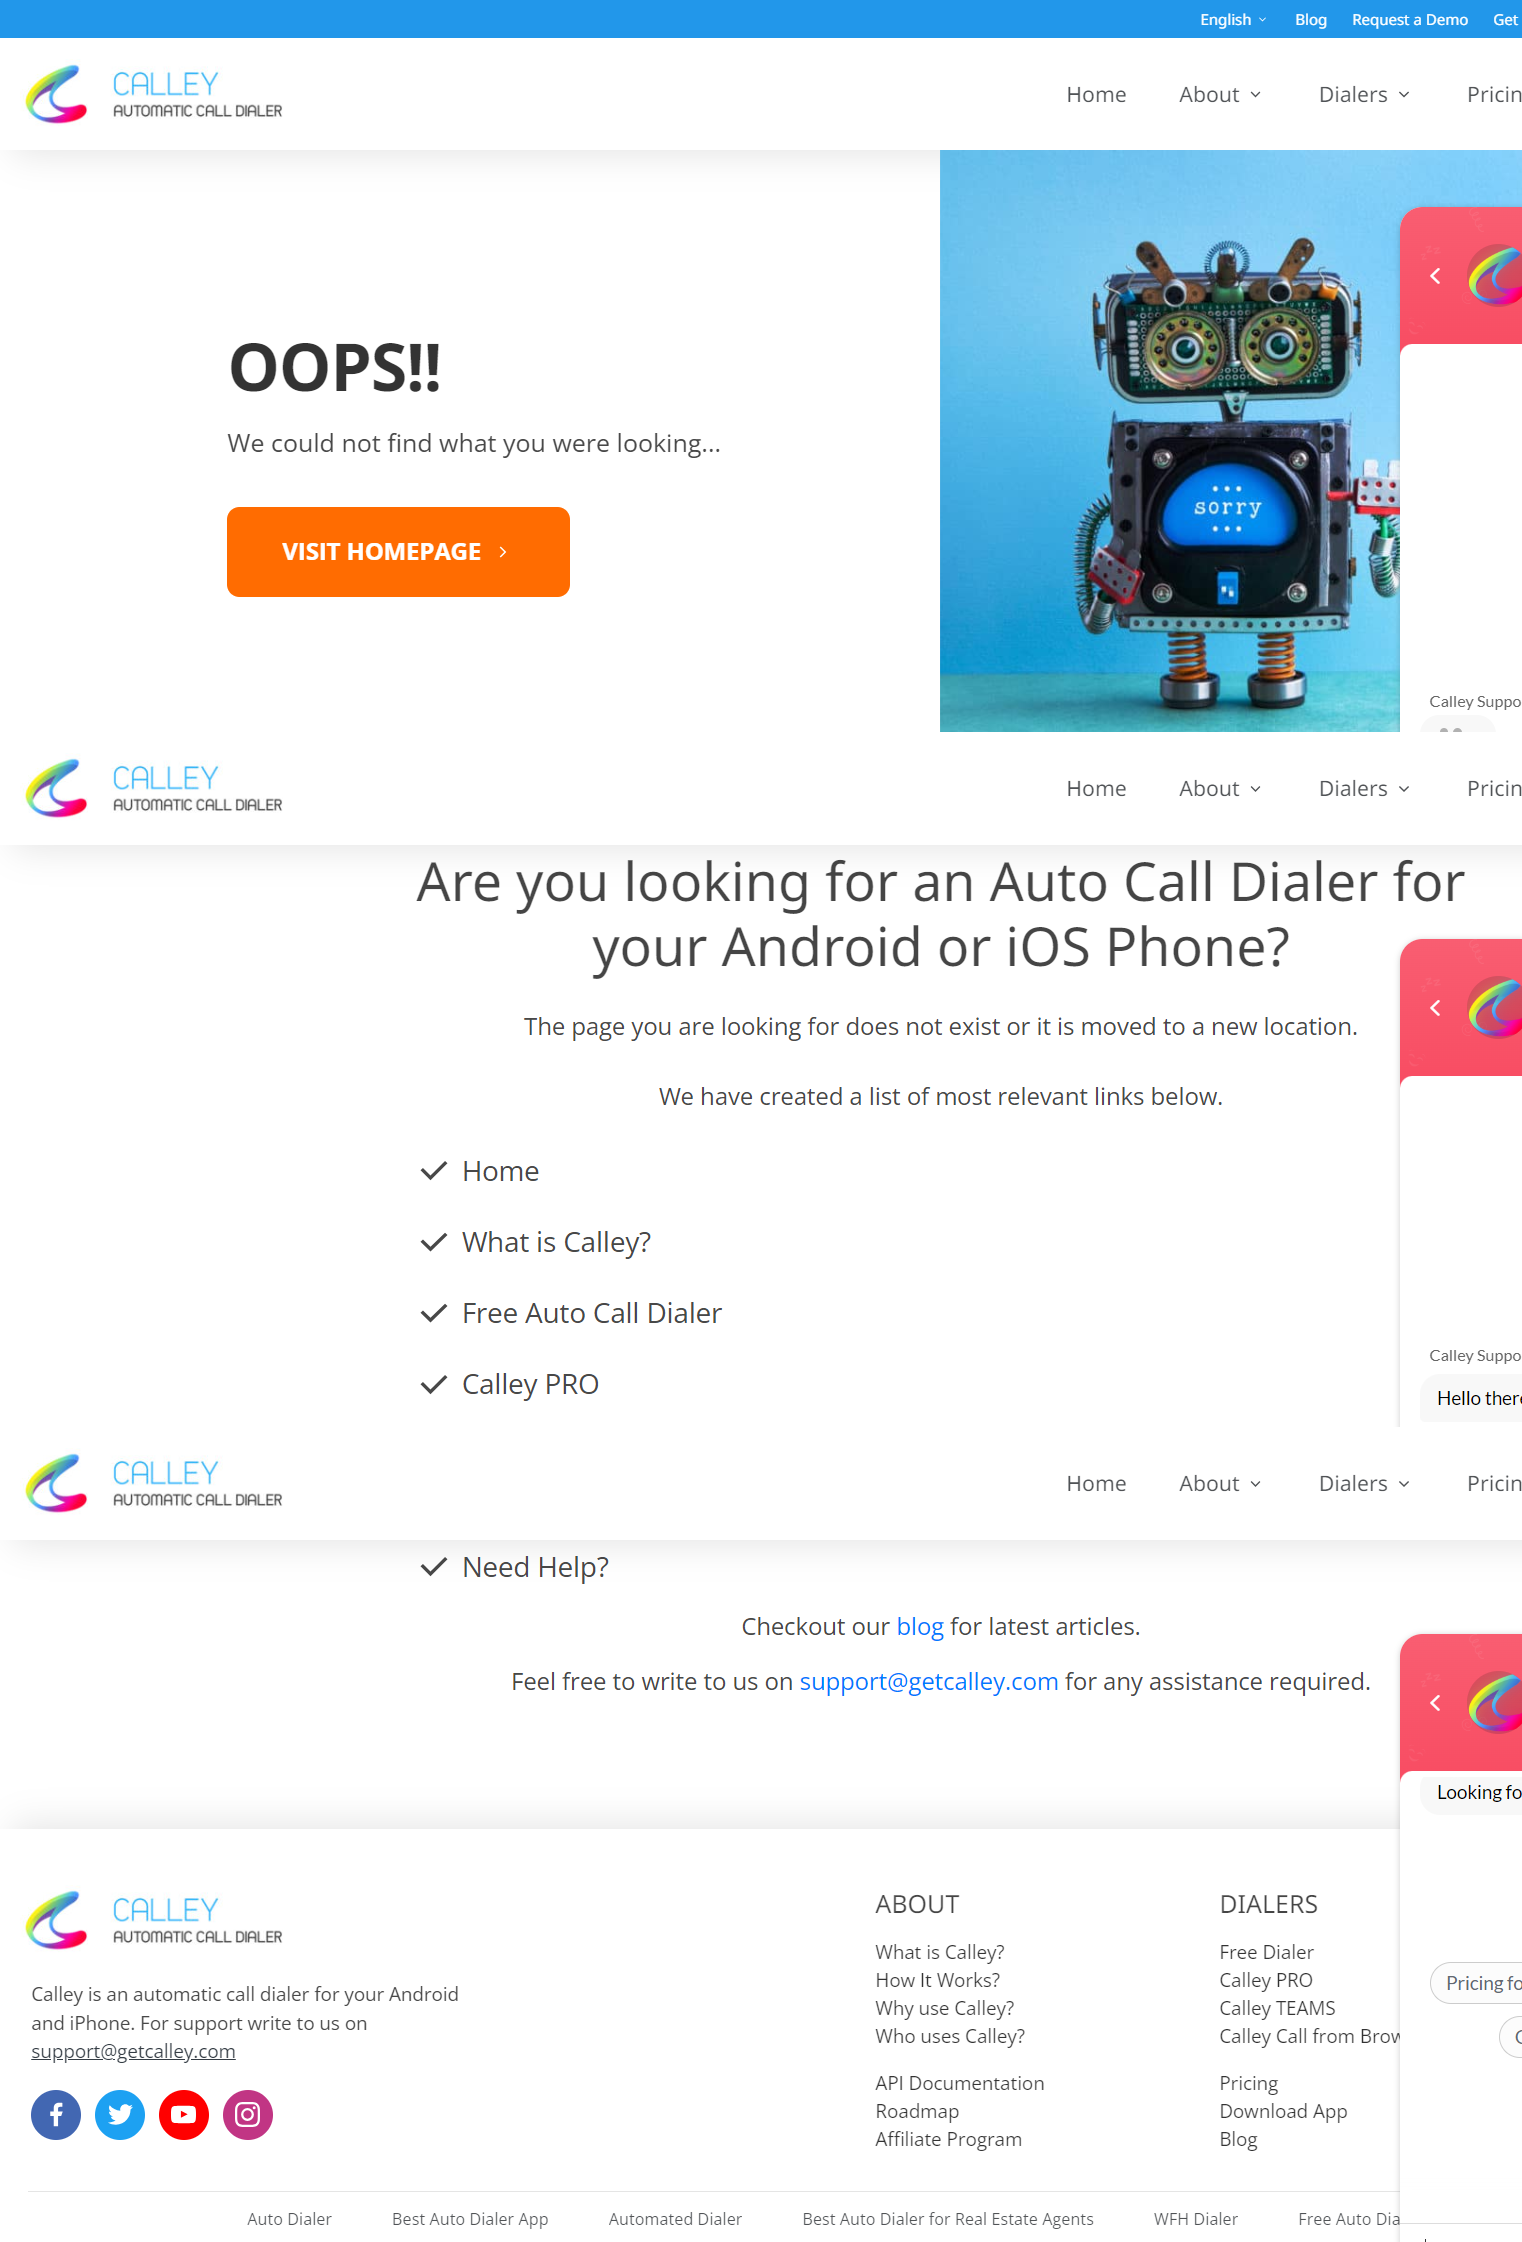 English
Blog
Request a Demo
Get
CALLEY
AUTOMATIC CALL DIALER
Home
About
Dialers
Pricin
OOPS!!
We could not find what you were looking...
VISIT HOMEPAGE
sorry
Calley Suppo
CALLEY
AUTOMATIC CALL DIALER
Home
About
Dialers
Pricin
Are you looking for an Auto Call Dialer for
your Android or iOS Phone?
The page you are looking for does not exist or it is moved to a new location.
We have created a list of most relevant links below.
Home
What is Calley?
Free Auto Call Dialer
Calley PRO
Calley Suppo
Hello ther
CALLEY
AUTOMATIC CALL DIALER
Home
About
Dialers
Pricin
Need Help?
Checkout our blog for latest articles.
Feel free to write to us on support@getcalley.com for any assistance required.
Looking fo
CALLEY
AUTOMATIC CALL DIALER
Calley is an automatic call dialer for your Android
and iPhone. For support write to us on
support@getcalley.com
ABOUT
What is Calley?
How It Works?
Why use Calley?
Who uses Calley?
API Documentation
Roadmap
Affiliate Program
DIALERS
Free Dialer
Calley PRO
Calley TEAMS
Calley Call from Brow
Pricing
Download App
Blog
Pricing fo
Auto Dialer
Best Auto Dialer App
Automated Dialer
Best Auto Dialer for Real Estate Agents
WFH Dialer
Free Auto Dia